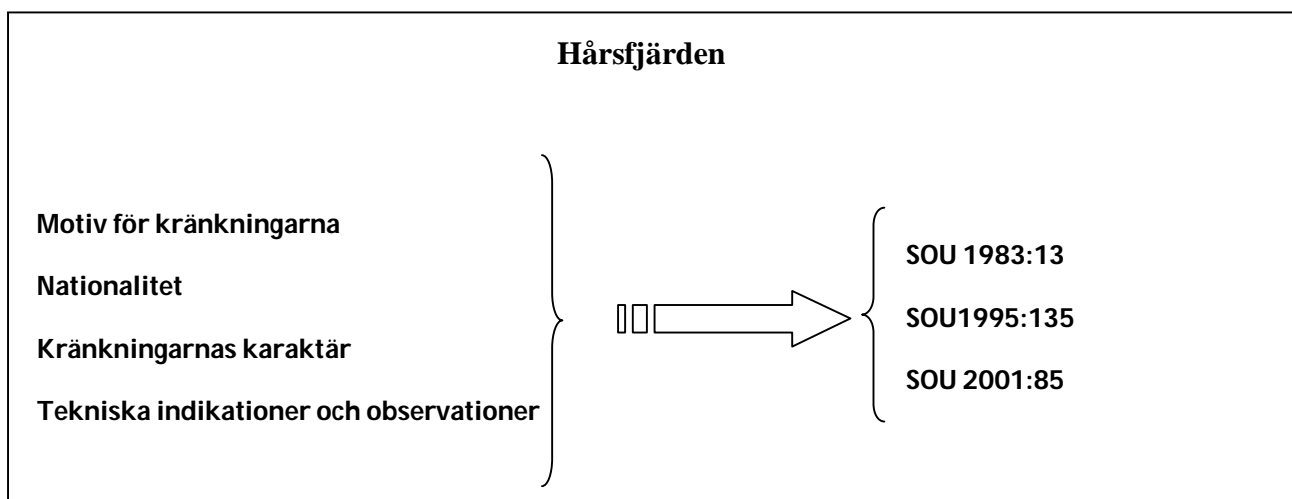 Hårsfjärden
Motiv för kränkningarna
Nationalitet
Kränkningarnas karaktär
Tekniska indikationer och observationer
SOU 1983:13
SOU1995:135
SOU 2001:85